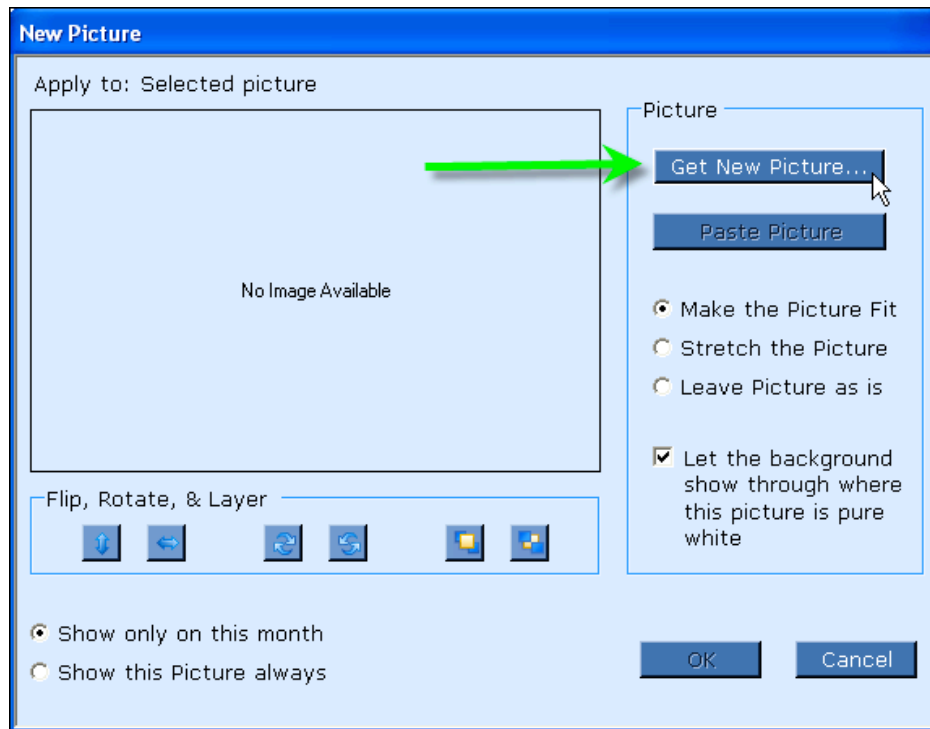 New Picture
Apply to: Selected picture
No Image Available
Picture
Get New Picture...
Paste Picture
Make the Picture Fit
Stretch the Picture
Leave Picture as is
Let the background
show through where
this picture is pure
white
Flip, Rotate, & Layer
Show only on this month
Show this Picture always
OK
Cancel